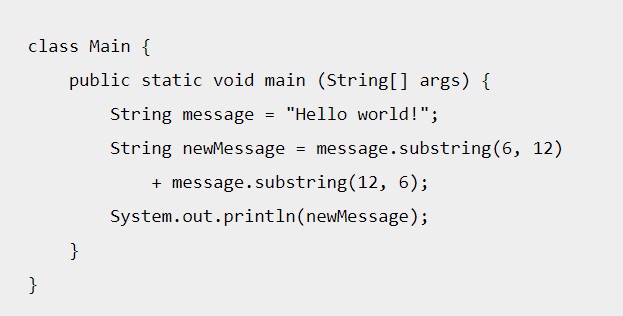 class Main {
    public static void main (String[] args) {
        String message = "Hello world!";
        String newMessage = message.substring(6, 12)
            + message.substring(12, 6);
        System.out.println(newMessage);
    }
}